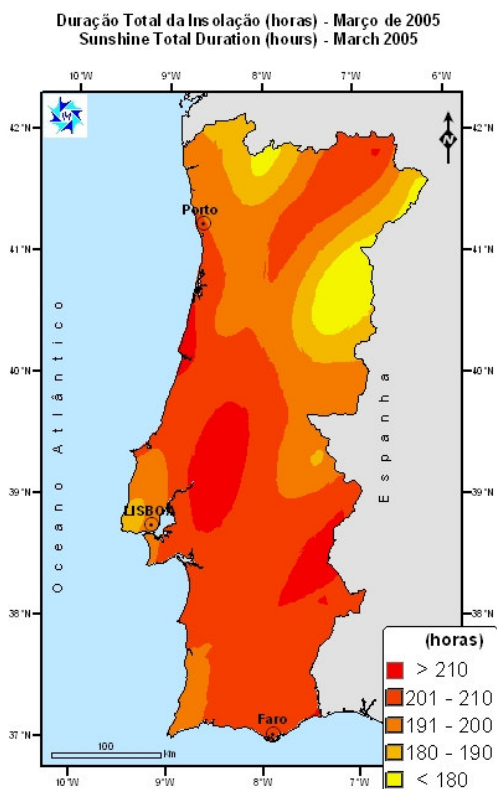 Duração Total da Insolação (horas) - Março de 2005
Sunshine Total Duration (hours) - March 2005
10°W 9°W 8°W 7°W 6°W
42°N 42°N
Porto
41°N 41°N
40°N 40°N
Oceano Atlântico
Espanha
39°N 39°N
LISBOA
38°N 38°N
(horas)
> 210
201 - 210
191 - 200
180 - 190
< 180
Faro
37°N 37°N
100
Km
10°W 9°W 8°W 7°W
N